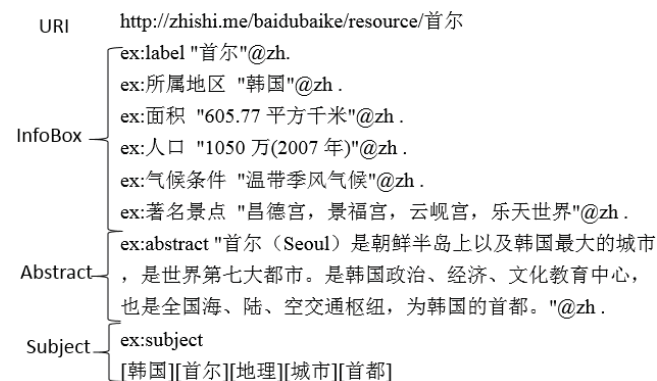 URI http://zhishi.me/baidubaike/resource/首尔
ex:label "首尔"@zh.
ex:所属地区 "韩国"@zh .
ex:面积 "605.77 平方千米"@zh .
InfoBox
ex:人口 "1050 万(2007 年)"@zh .
ex:气候条件 "温带季风气候"@zh .
ex:著名景点 "昌德宫，景福宫，云岘宫，乐天世界"@zh .
ex:abstract "首尔（Seoul）是朝鲜半岛上以及韩国最大的城市
Abstract ，是世界第七大都市。是韩国政治、经济、文化教育中心，
也是全国海、陆、空交通枢纽，为韩国的首都。"@zh .
Subject ex:subject
[韩国][首尔][地理][城市][首都]